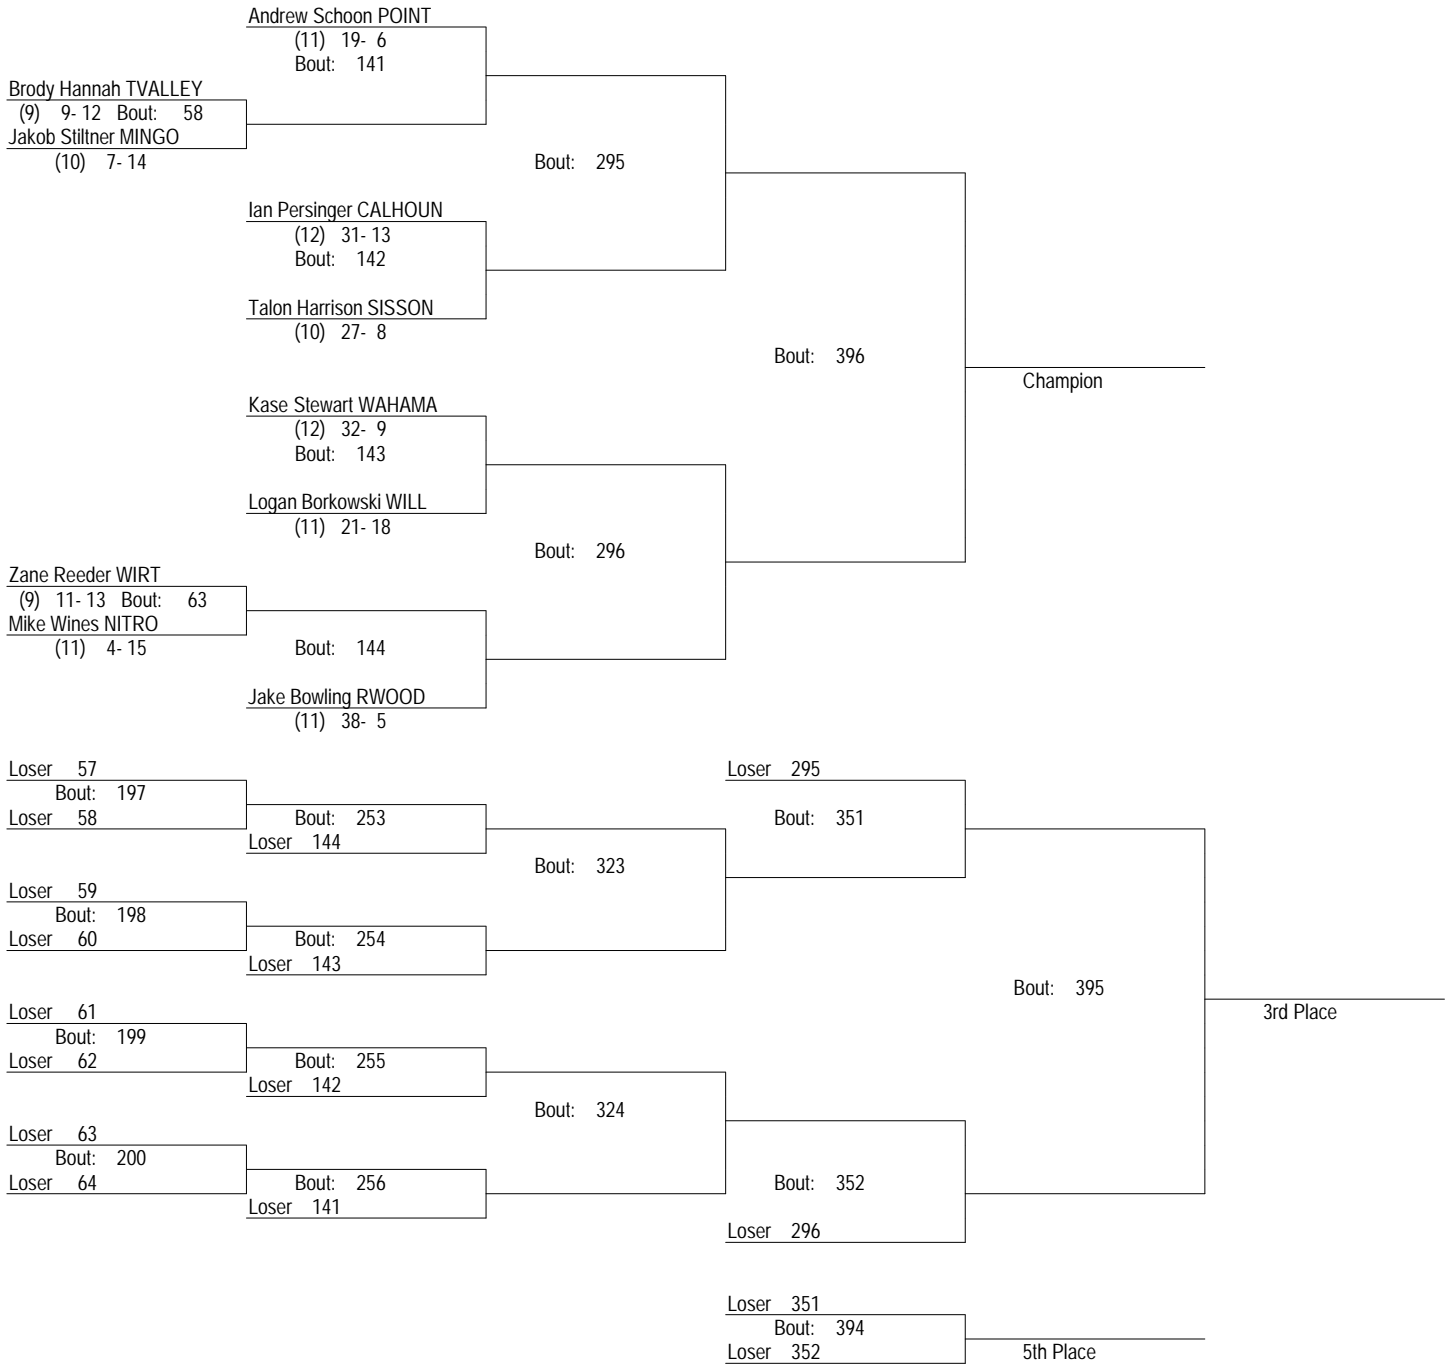 Andrew Schoon POINT
(11) 19- 6
Bout: 141
Brody Hannah TVALLEY
(9) 9- 12 Bout: 58
Jakob Stiltner MINGO
(10) 7- 14
Bout: 295
Ian Persinger CALHOUN
(12) 31- 13
Bout: 142
Talon Harrison SISSON
(10) 27- 8
Bout: 396
Champion
Kase Stewart WAHAMA
(12) 32- 9
Bout: 143
Logan Borkowski WILL
(11) 21- 18
Bout: 296
Zane Reeder WIRT
(9) 11- 13 Bout: 63
Mike Wines NITRO
(11) 4- 15
Bout: 144
Jake Bowling RWOOD
(11) 38- 5
Loser 57
Bout: 197
Loser 58
Bout: 253
Loser 144
Bout: 323
Loser 295
Bout: 351
Loser 59
Bout: 198
Loser 60
Bout: 254
Loser 143
Bout: 395
3rd Place
Loser 61
Bout: 199
Loser 62
Bout: 255
Loser 142
Bout: 324
Loser 63
Bout: 200
Loser 64
Bout: 256
Loser 141
Bout: 352
Loser 296
Loser 351
Bout: 394
Loser 352
5th Place